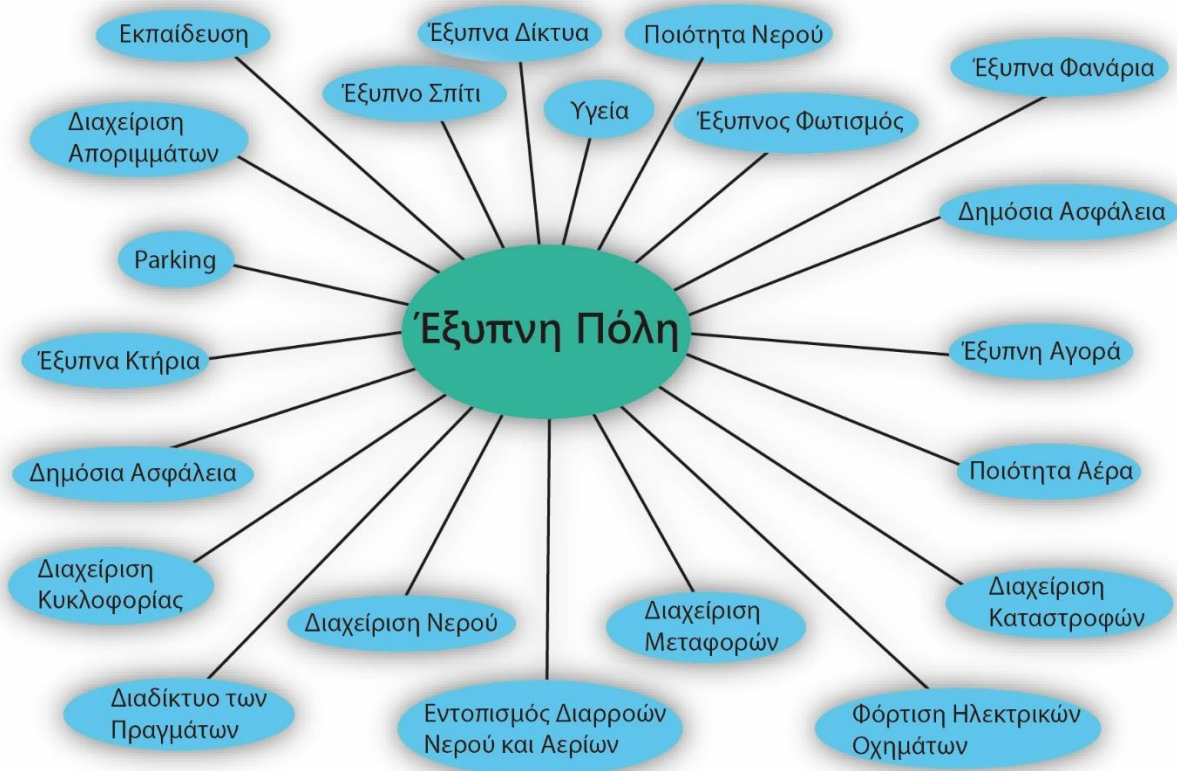 Εκπαίδευση
Έξυπνα Δίκτυα
Ποιότητα Νερού
Έξυπνα Φανάρια
Έξυπνο Σπίτι
Υγεία
Έξυπνος Φωτισμός
Διαχείριση
Αποριμμάτων
Δημόσια Ασφάλεια
Parking
Έξυπνη Πόλη
Έξυπνα Κτήρια
Έξυπνη Αγορά
Δημόσια Ασφάλεια
Ποιότητα Αέρα
Διαχείριση
Κυκλοφορίας
Διαχείριση Νερού
Διαχείριση
Μεταφορών
Διαχείριση
Καταστροφών
Διαδίκτυο των
Πραγμάτων
Εντοπισμός Διαρροών
Νερού και Αερίων
Φόρτιση Ηλεκτρικών
Οχημάτων